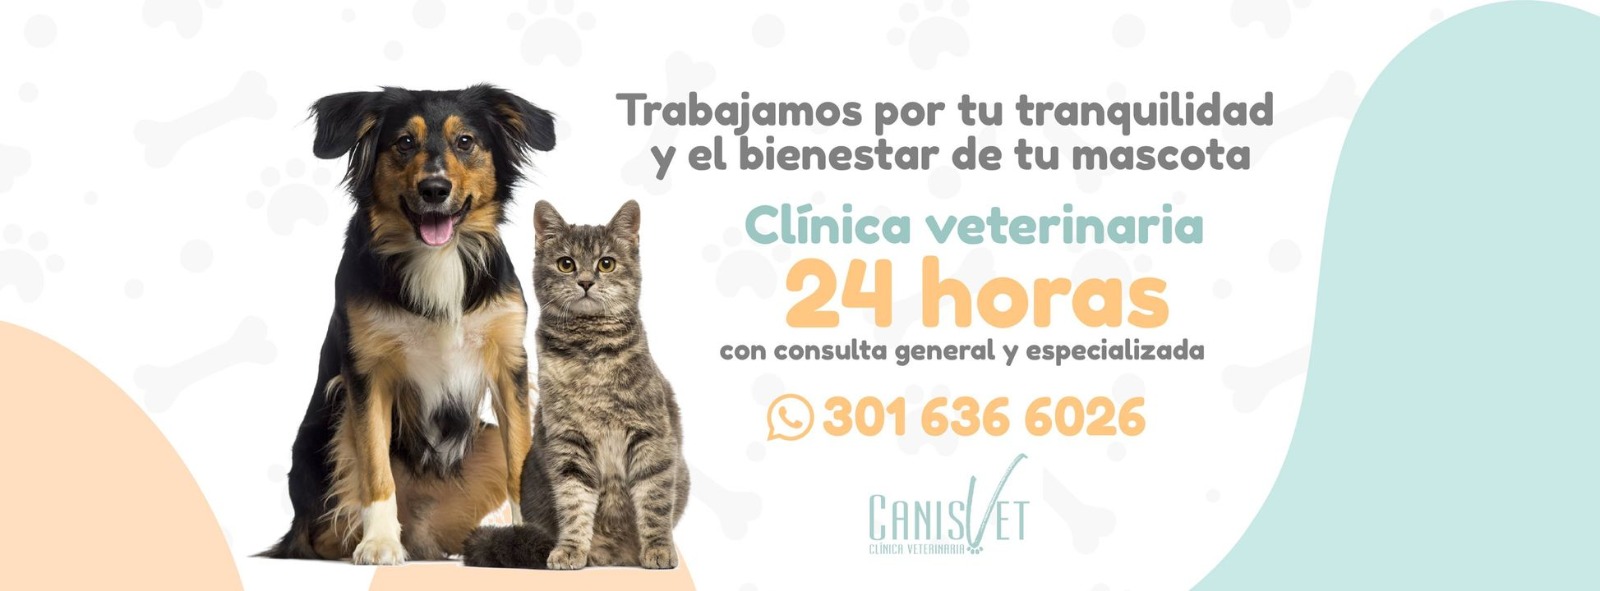 Trabajamos por tu tranquilidad
y el bienestar de tu mascota
Clínica veterinaria
24 horas
con consulta general y especializada
301 636 6026
CANISVET
CLÍNICA VETERINARIA